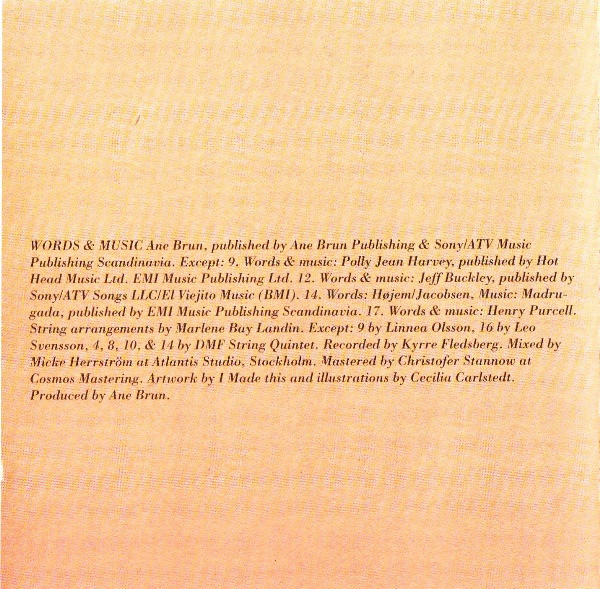 WORDS & MUSIC Ane Brun, published by Ane Brun Publishing & Sony/ATV Music
Publishing Scandinavia. Except: 9. Words & music: Polly Jean Harvey, published by Hot
Head Music Ltd. EMI Music Publishing Ltd. 12. Words & music: Jeff Buckley, published by
Sony/ATV Songs LLC/El Viejito Music (BMI). 14. Words: Højem/Jacobsen, Music: Madru-
gada, published by EMI Music Publishing Scandinavia. 17. Words & music: Henry Purcell.
String arrangements by Marlene Bay Landin. Except: 9 by Linnea Olsson, 16 by Leo
Svensson, 4, 8, 10, & 14 by DMF String Quintet. Recorded by Kyrre Fledsberg. Mixed by
Micke Herrström at Atlantis Studio, Stockholm. Mastered by Christofer Stannow at
Cosmos Mastering. Artwork by I Made this and illustrations by Cecilia Carlstedt.
Produced by Ane Brun.